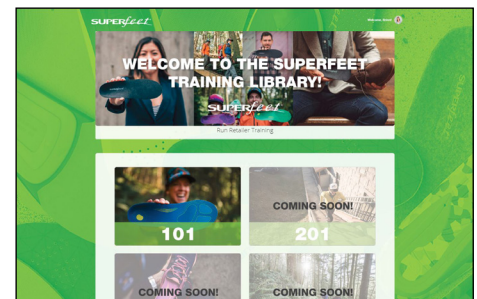 SUPERfeet
WELCOME TO THE SUPERFEET
TRAINING LIBRARY!
SUPERfeet
Run Retailer Training
COMING SOON!
101
201
COMING SOON!
COMING SOON!